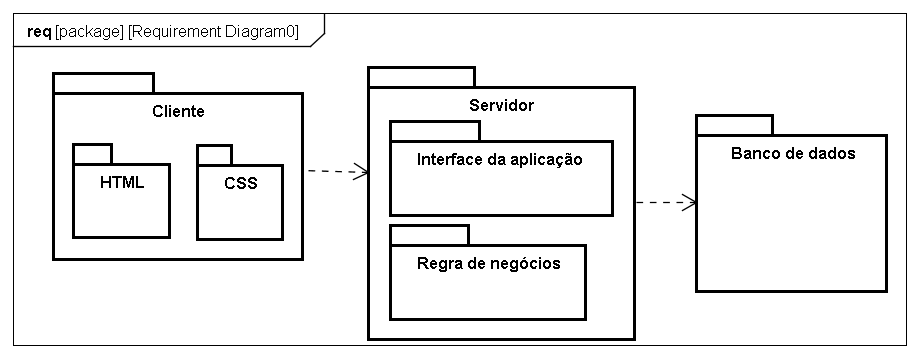 req [package] [Requirement Diagram0]
Cliente
HTML
CSS
Servidor
Interface da aplicação
Regra de negócios
Banco de dados